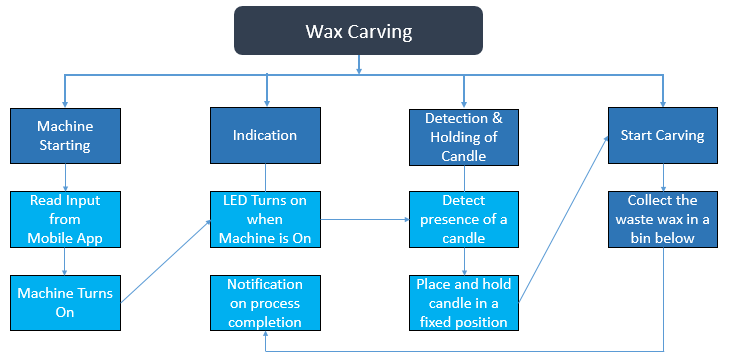 Wax Carving
Machine
Starting
Indication
Detection &
Holding of
Candle
Start Carving
Read Input
from
Mobile App
LED Turns on
when
Machine is On
Detect
presence of a
candle
Collect the
waste wax in a
bin below
Machine Turns
On
Notification
on process
completion
Place and hold
candle in a
fixed position